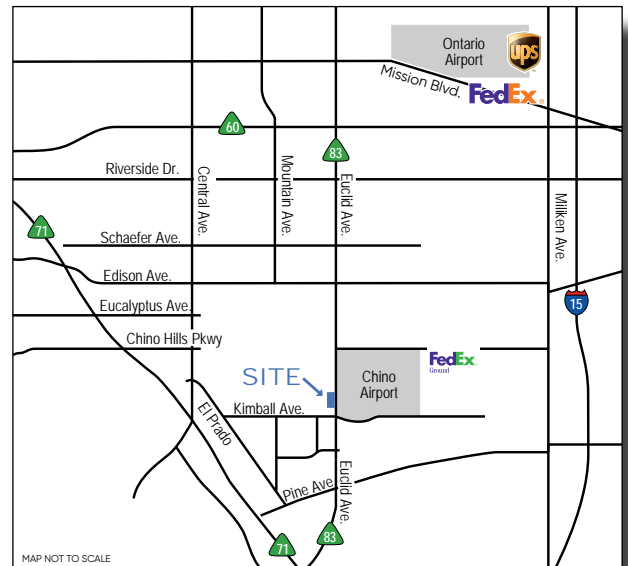 Ontario
Airport
ups
Mission Blvd.
FedEx.
60
83
Riverside Dr.
Central Ave.
Mountain Ave.
Euclid Ave.
Milliken Ave.
71
Schaefer Ave.
Edison Ave.
15
Eucalyptus Ave.
Chino Hills Pkwy
FedEx.
Ground
SITE
Chino
Airport
Kimball Ave.
El Prado
Euclid Ave.
Pine Ave
71
83
MAP NOT TO SCALE